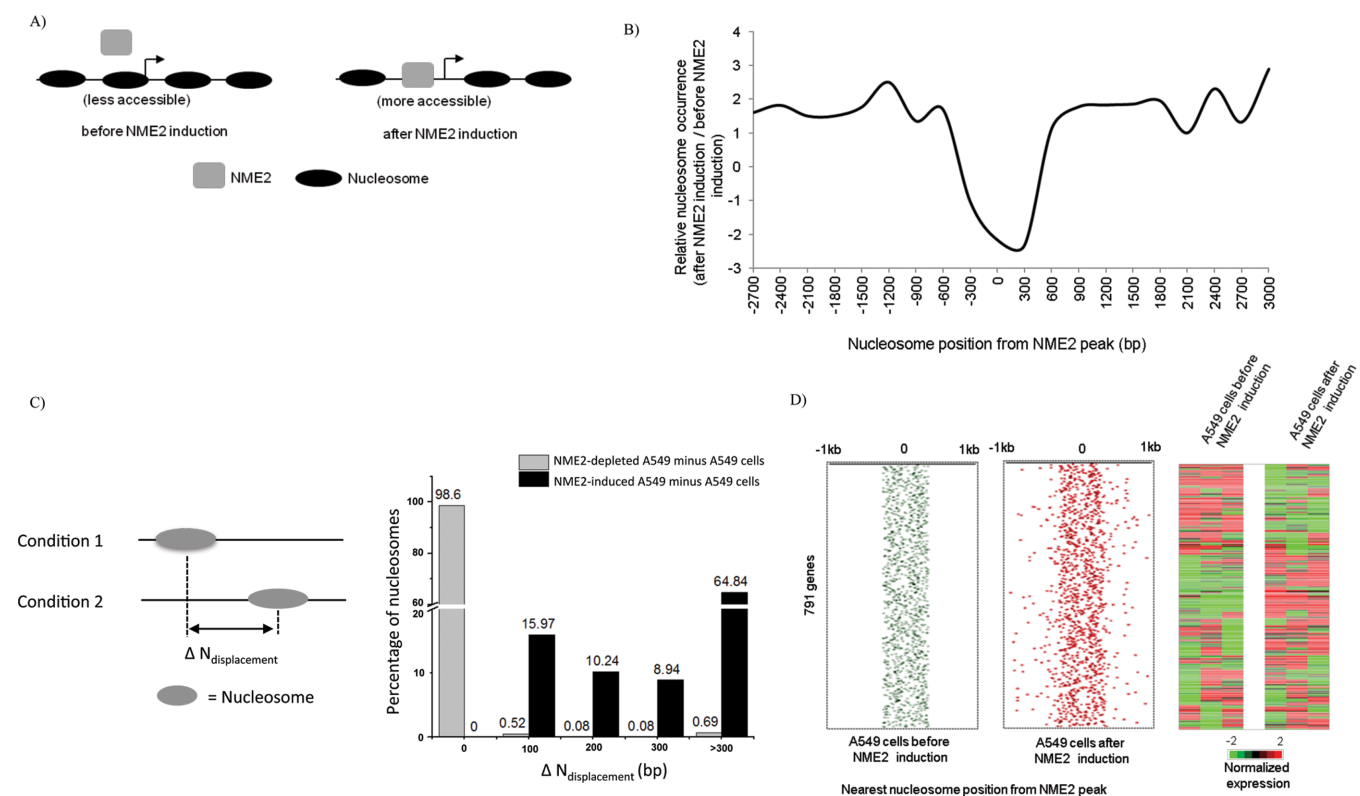 A)
(less accessible)
before NME2 induction
(more accessible)
after NME2 induction
NME2
Nucleosome
B)
Relative nucleosome occurrence
(after NME2 induction / before NME2
induction)
4
3
2
1
0
-1
-2
-3
-2700
-2400
-2100
-1800
-1500
-1200
-900
-600
-300
0
300
600
900
1200
1500
1800
2100
2400
2700
3000
Nucleosome position from NME2 peak (bp)
C)
Condition 1
Condition 2
Δ Ndisplacement
= Nucleosome
NME2-depleted A549 minus A549 cells
NME2-induced A549 minus A549 cells
Percentage of nucleosomes
100
80
60
20
10
0
98.6
0
0.52
15.97
0.08
10.24
0.08
8.94
0.69
64.84
0
100
200
300
>300
Δ Ndisplacement (bp)
D)
-1kb
0
1kb
-1kb
0
1kb
791 genes
A549 cells before
NME2 induction
A549 cells after
NME2 induction
Nearest nucleosome position from NME2 peak
A549 cells before
NME2 induction
A549 cells after
NME2 induction
-2
2
Normalized
expression